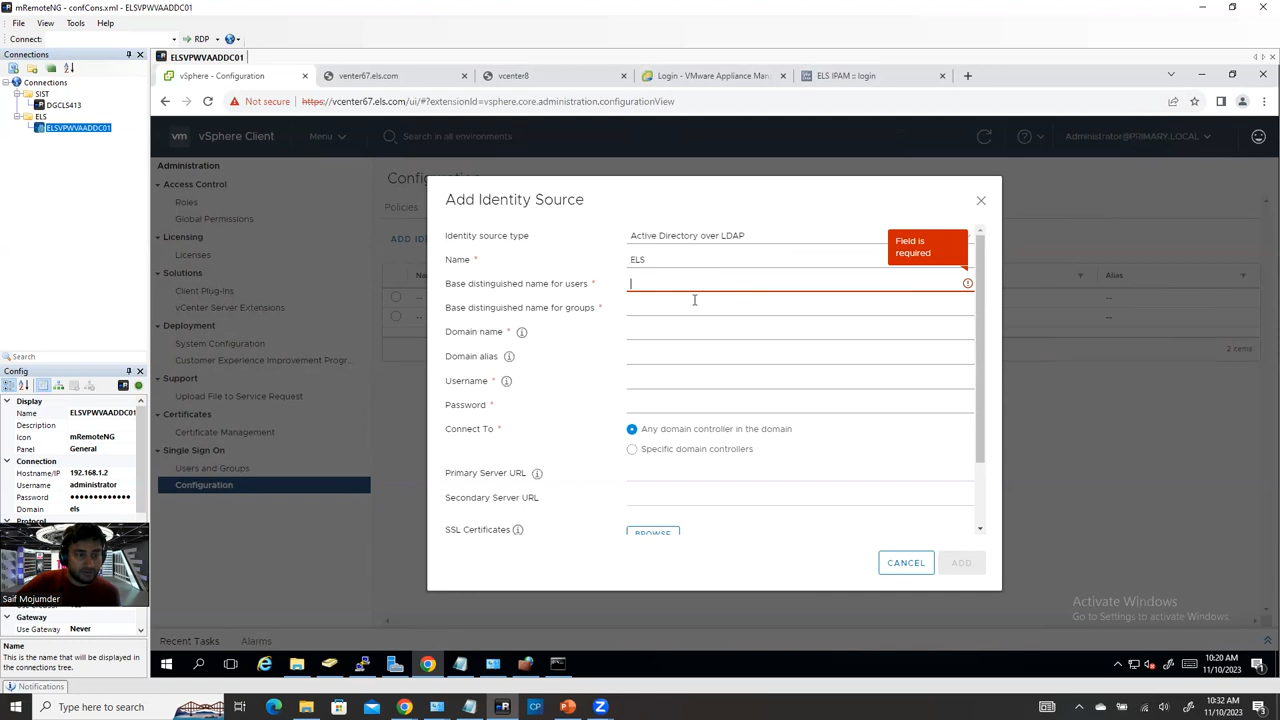 mRemoteNG - confCons.xml - ELSVPWVAADDC01
File View Tools Help
Connect: RDP
Connections
Connections
SIST
DGCLS413
ELS
ELSVPWVAADDC01
Search
Config
Display
Name ELSVPWVAADDC01
Description
Icon mRemoteNG
Panel General
Connection
Hostname/IP 192.168.1.2
Username administrator
Password ●●●●●●●●●●●●●
Domain els
Protocol
Saif Mojumder
Gateway
Use Gateway Never
Name
This is the name that will be displayed in the connections tree.
Notifications
ELSVPWVAADDC01
vSphere - Configuration
venter67.els.com
vcenter8
Login - VMware Appliance Man
ELS IPAM :: login
Not secure https://vcenter67.els.com/ui/#?extensionId=vsphere.core.administration.configurationView
vm vSphere Client Menu Search in all environments Administrator@PRIMARY.LOCAL
Administration
Access Control
Roles
Global Permissions
Licensing
Licenses
Solutions
Client Plug-Ins
vCenter Server Extensions
Deployment
System Configuration
Customer Experience Improvement Progr...
Support
Upload File to Service Request
Certificates
Certificate Management
Single Sign On
Users and Groups
Configuration
Policies
Alias
--
--
2 items
Add Identity Source
Identity source type Active Directory over LDAP
Field is required
Name * ELS
Base distinguished name for users *
Base distinguished name for groups *
Domain name *
Domain alias
Username *
Password *
Connect To * Any domain controller in the domain
Specific domain controllers
Primary Server URL
Secondary Server URL
SSL Certificates BROWSE
CANCEL ADD
Activate Windows
Go to Settings to activate Windows.
Recent Tasks Alarms
10:20 AM
11/10/2023
Type here to search
10:32 AM
11/10/2023